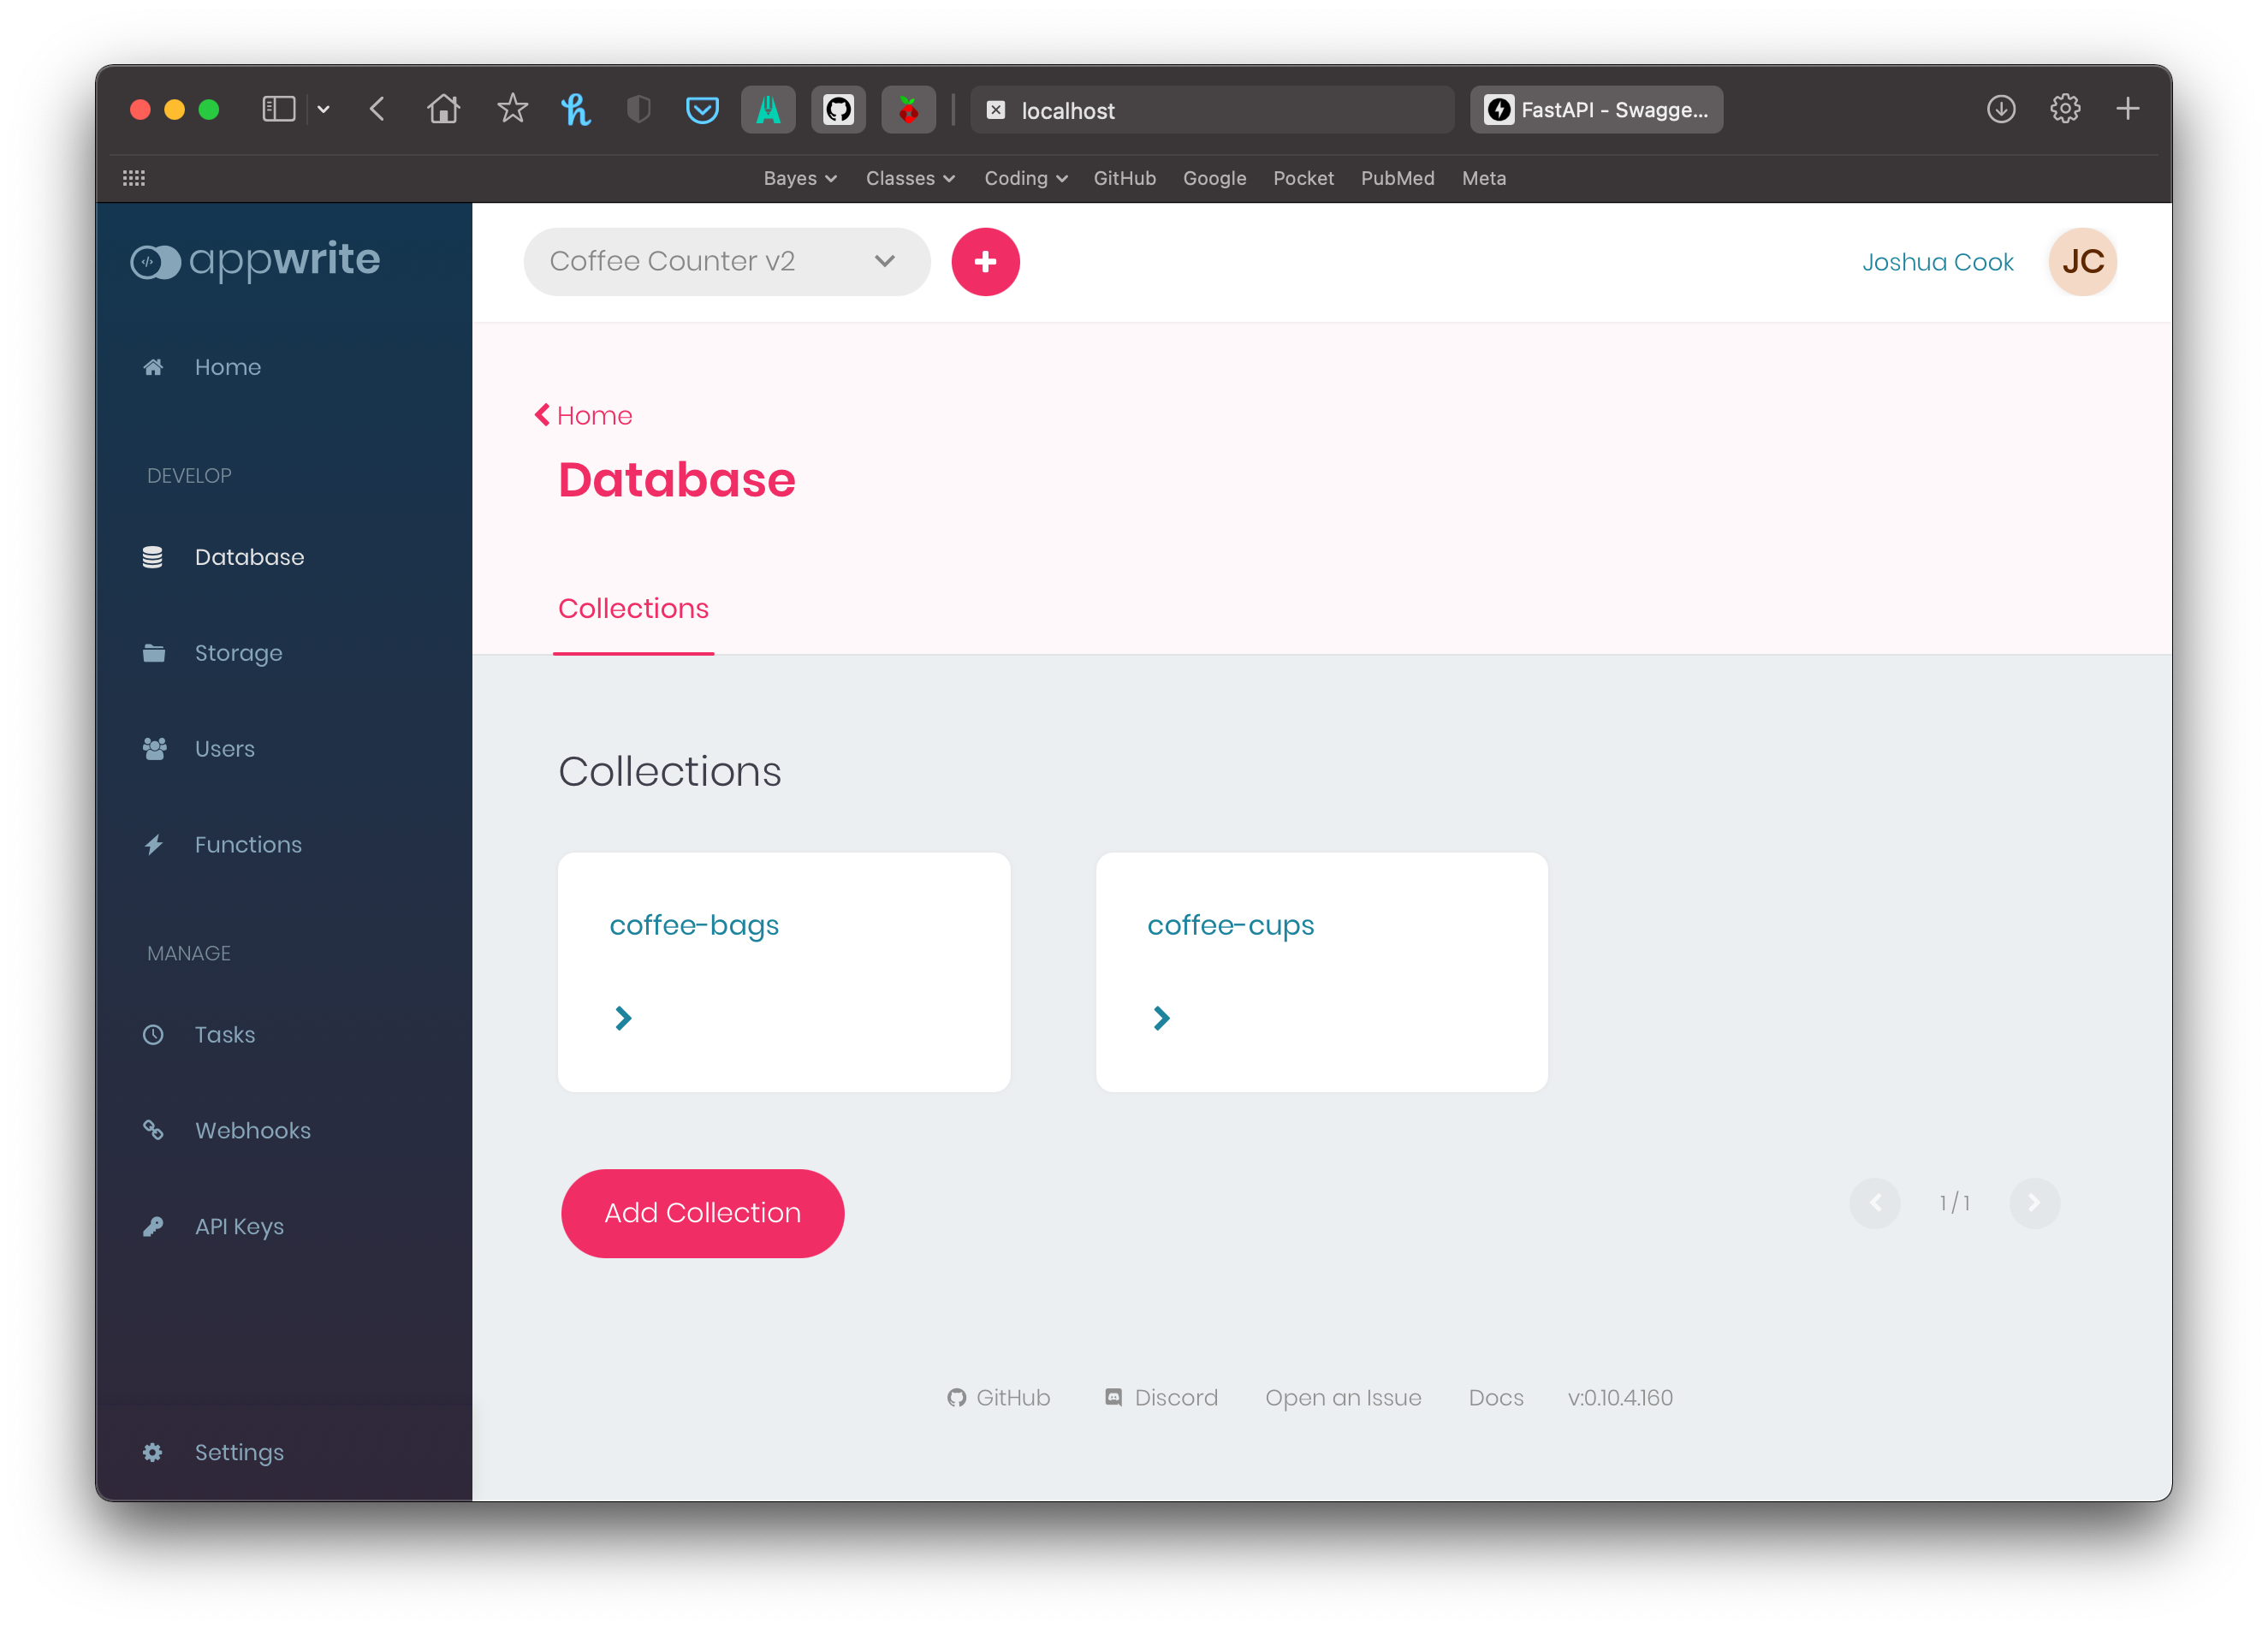 localhost
FastAPI - Swagge...
Bayes Classes Coding GitHub Google Pocket PubMed Meta
appwrite
Home
DEVELOP
Database
Storage
Users
Functions
MANAGE
Tasks
Webhooks
API Keys
Settings
Coffee Counter v2
Joshua Cook JC
Home
Database
Collections
Collections
coffee-bags
coffee-cups
Add Collection
1 / 1
GitHub Discord Open an Issue Docs v:0.10.4.160